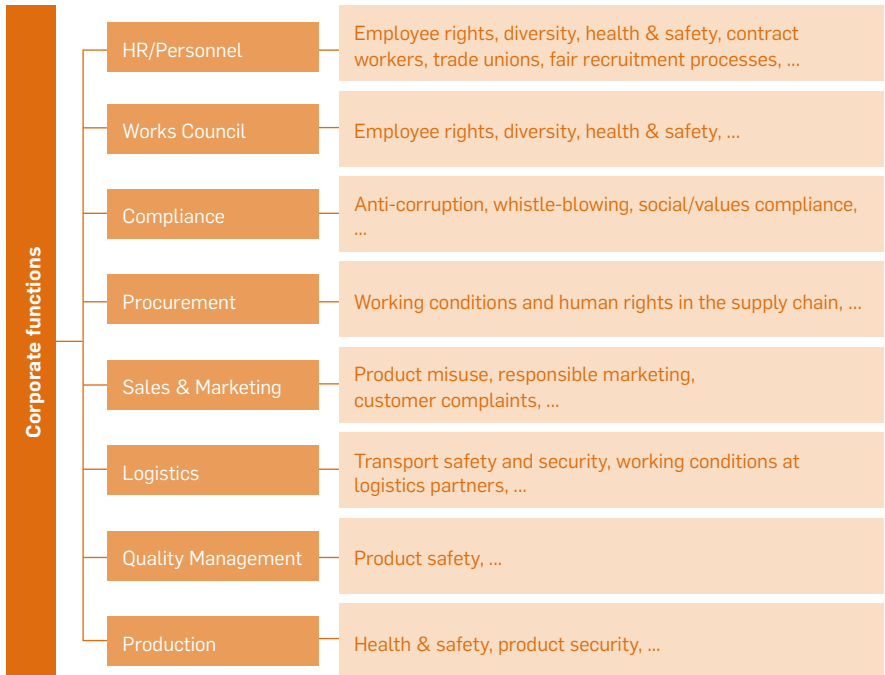 Corporate functions
HR/Personnel
Employee rights, diversity, health & safety, contract
workers, trade unions, fair recruitment processes, ...
Works Council
Employee rights, diversity, health & safety, ...
Compliance
Anti-corruption, whistle-blowing, social/values compliance,
...
Procurement
Working conditions and human rights in the supply chain, ...
Sales & Marketing
Product misuse, responsible marketing,
customer complaints, ...
Logistics
Transport safety and security, working conditions at
logistics partners, ...
Quality Management
Product safety, ...
Production
Health & safety, product security, ...